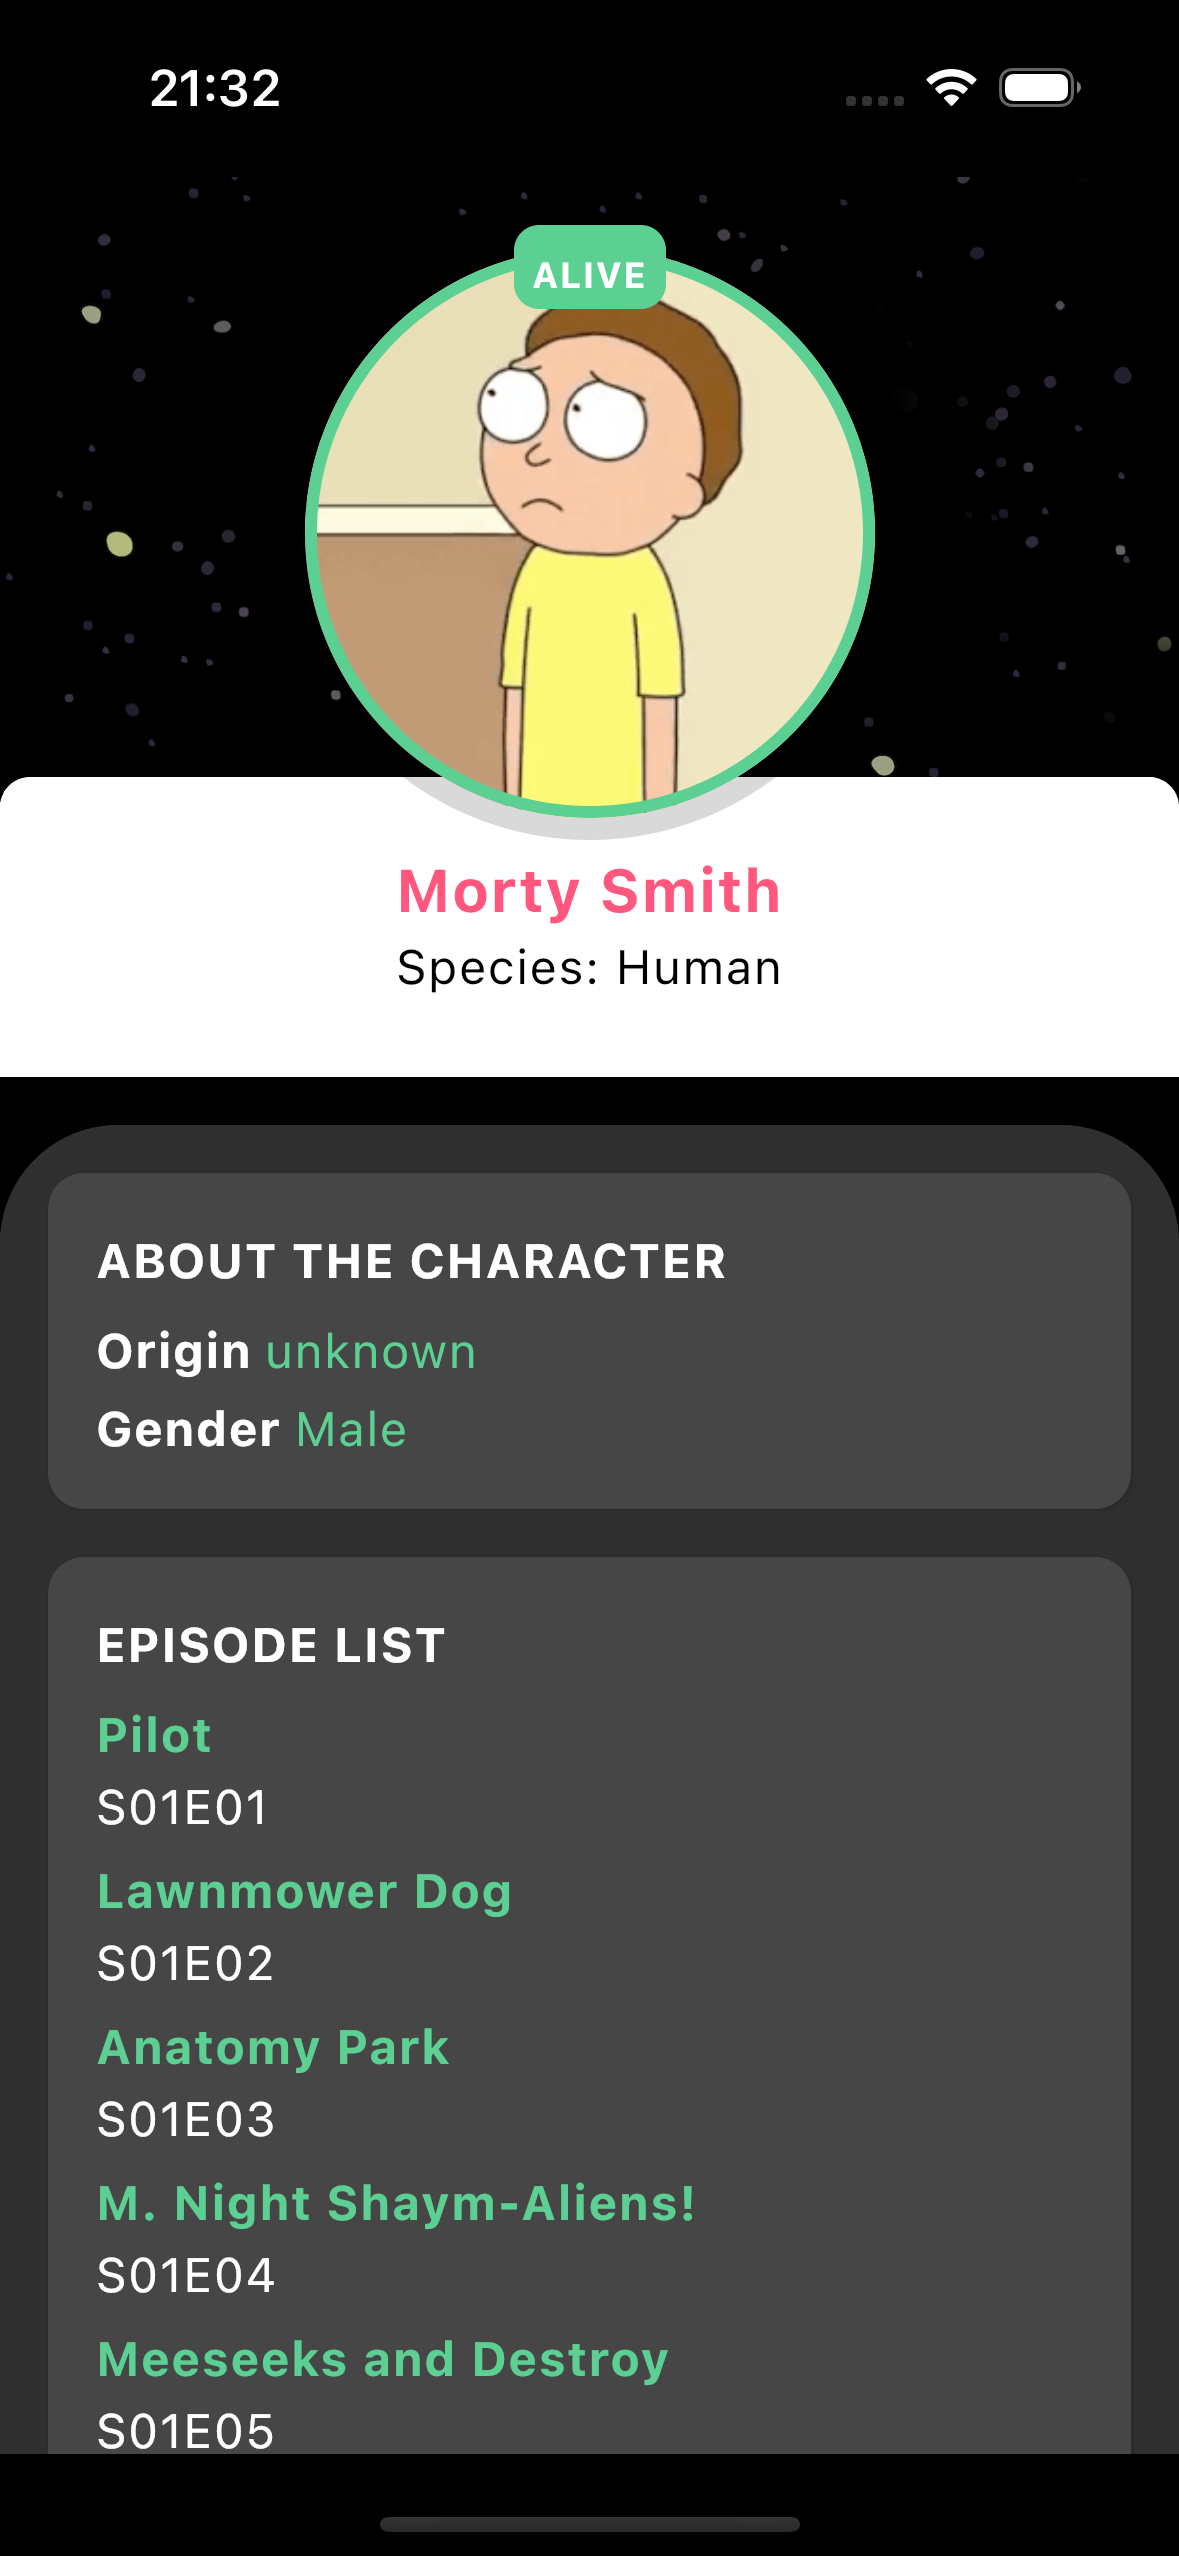 21:32
ALIVE
Morty Smith
Species: Human
ABOUT THE CHARACTER
Origin unknown
Gender Male
EPISODE LIST
Pilot
S01E01
Lawnmower Dog
S01E02
Anatomy Park
S01E03
M. Night Shaym-Aliens!
S01E04
Meeseeks and Destroy
S01E05